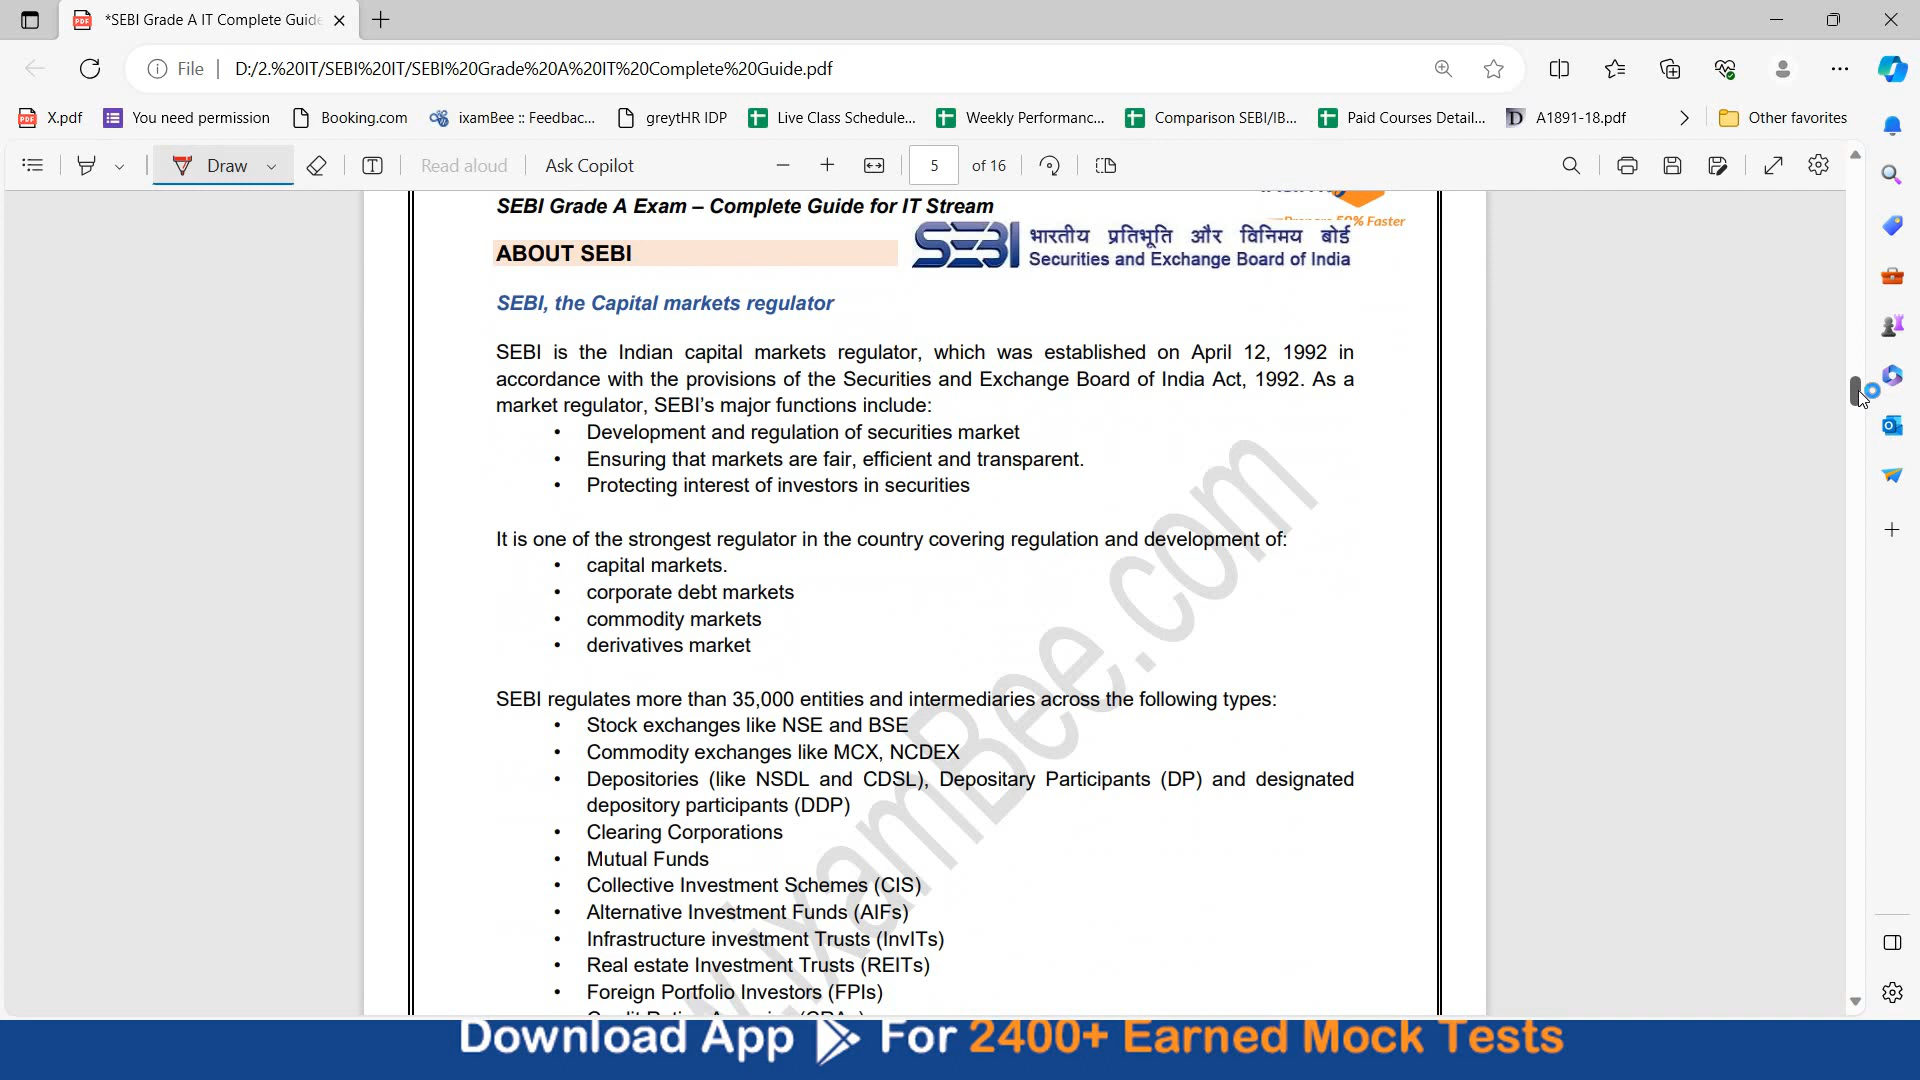 *SEBI Grade A IT Complete Guide
File
D:/2.%20IT/SEBI%20IT/SEBI%20Grade%20A%20IT%20Complete%20Guide.pdf
X.pdf
You need permission
Booking.com
ixamBee :: Feedbac...
greytHR IDP
Live Class Schedule...
Weekly Performanc...
Comparison SEBI/IB...
Paid Courses Detail...
A1891-18.pdf
Other favorites
Draw
Read aloud
Ask Copilot
5 of 16
SEBI Grade A Exam – Complete Guide for IT Stream
50% Faster
ABOUT SEBI
SEBI
भारतीय प्रतिभूति और विनिमय बोर्ड
Securities and Exchange Board of India
SEBI, the Capital markets regulator
SEBI is the Indian capital markets regulator, which was established on April 12, 1992 in
accordance with the provisions of the Securities and Exchange Board of India Act, 1992. As a
market regulator, SEBI's major functions include:
• Development and regulation of securities market
• Ensuring that markets are fair, efficient and transparent.
• Protecting interest of investors in securities
It is one of the strongest regulator in the country covering regulation and development of:
• capital markets.
• corporate debt markets
• commodity markets
• derivatives market
SEBI regulates more than 35,000 entities and intermediaries across the following types:
• Stock exchanges like NSE and BSE
• Commodity exchanges like MCX, NCDEX
• Depositories (like NSDL and CDSL), Depositary Participants (DP) and designated
depository participants (DDP)
• Clearing Corporations
• Mutual Funds
• Collective Investment Schemes (CIS)
• Alternative Investment Funds (AIFs)
• Infrastructure investment Trusts (InvITs)
• Real estate Investment Trusts (REITs)
• Foreign Portfolio Investors (FPIs)
ixamBee.com
Download App For 2400+ Earned Mock Tests